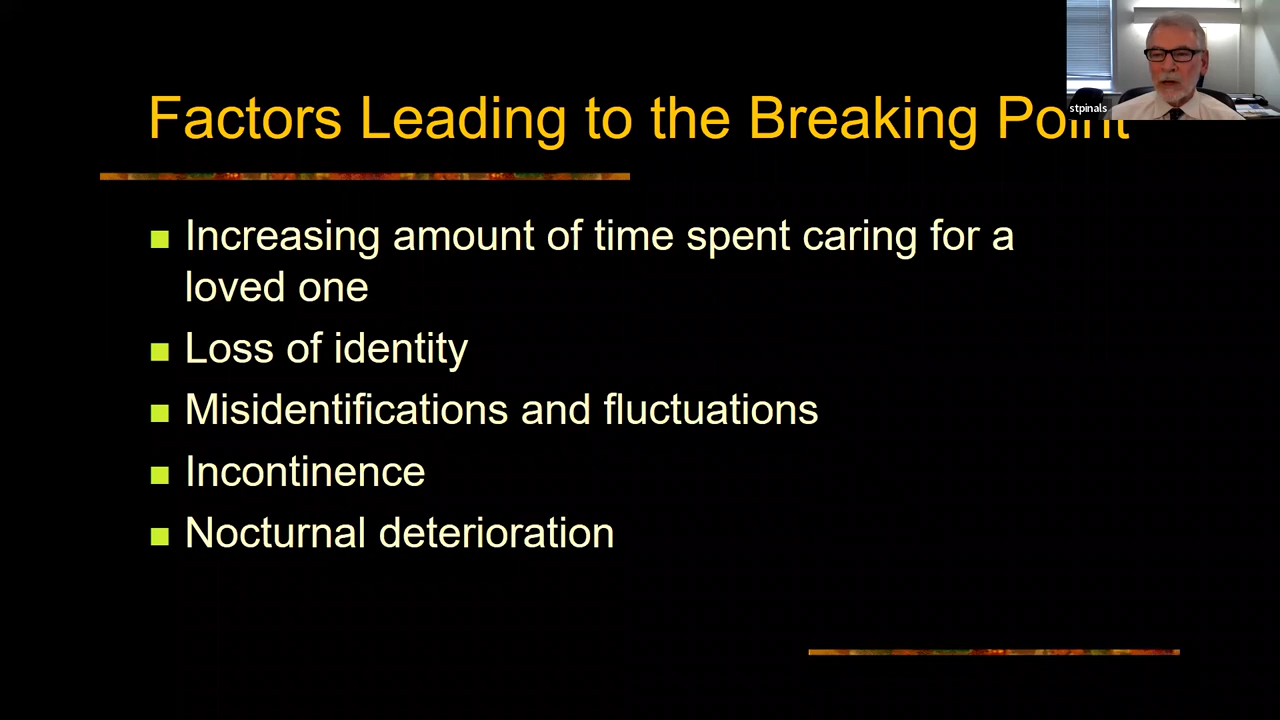 Factors Leading to the Breaking Point
stpinals
Increasing amount of time spent caring for a
loved one
Loss of identity
Misidentifications and fluctuations
Incontinence
Nocturnal deterioration